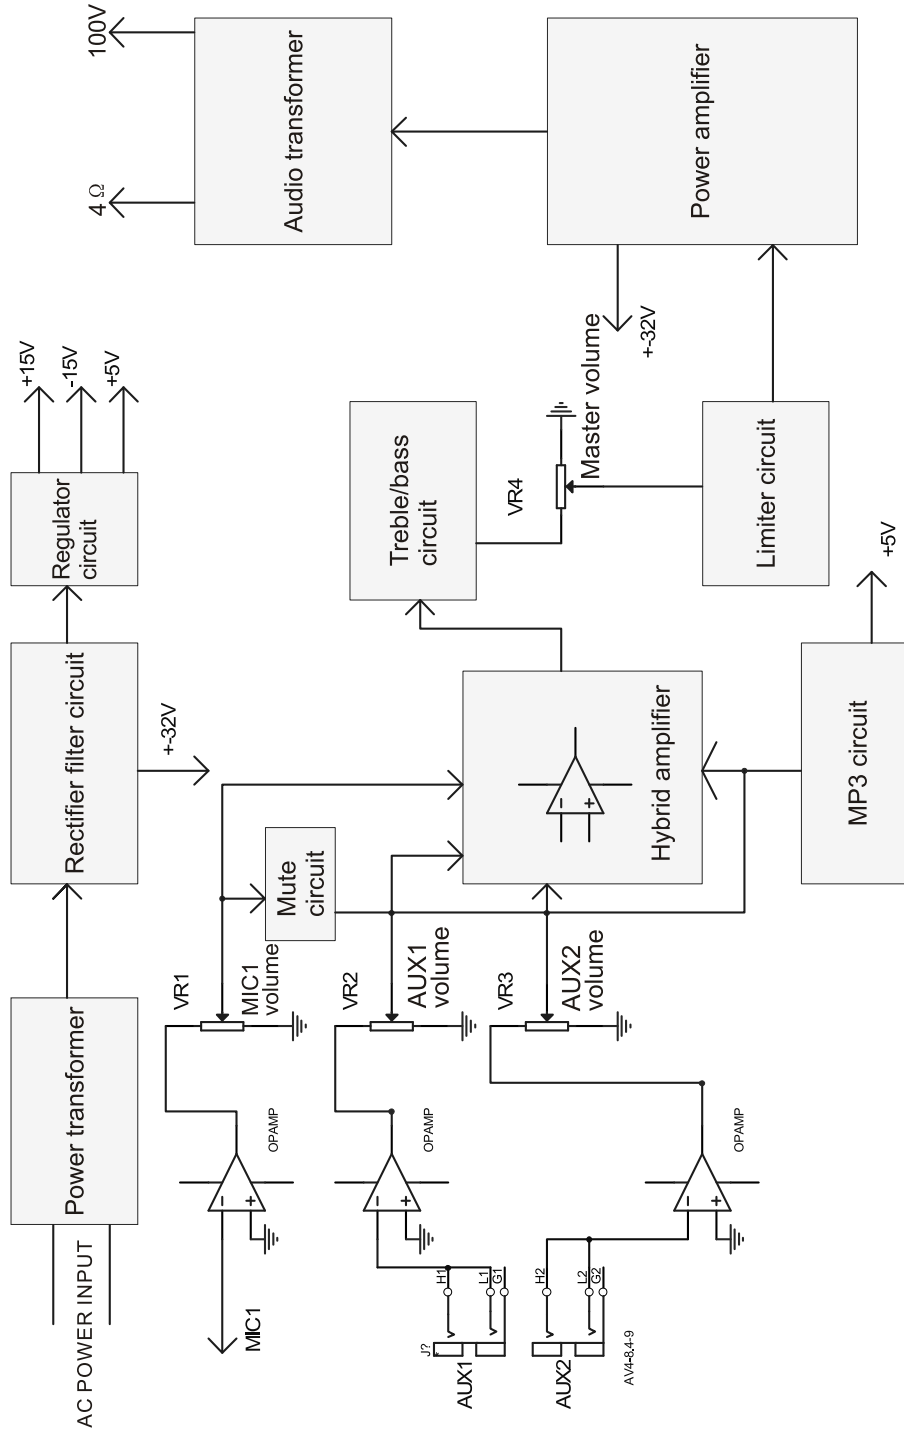 AC POWER INPUT
Power transformer
Rectifier filter circuit
+-32V
Regulator
circuit
+15V
-15V
+5V
MIC1
OPAMP
VR1
MIC1
volume
Mute
circuit
AUX1
J?
H1
L1
G1
OPAMP
VR2
AUX1
volume
AUX2
H2
L2
G2
AV4-8.4-9
OPAMP
VR3
AUX2
volume
Hybrid amplifier
MP3 circuit
+5V
Treble/bass
circuit
VR4
Master volume
Limiter circuit
+-32V
Power amplifier
Audio transformer
4 Ω
100V